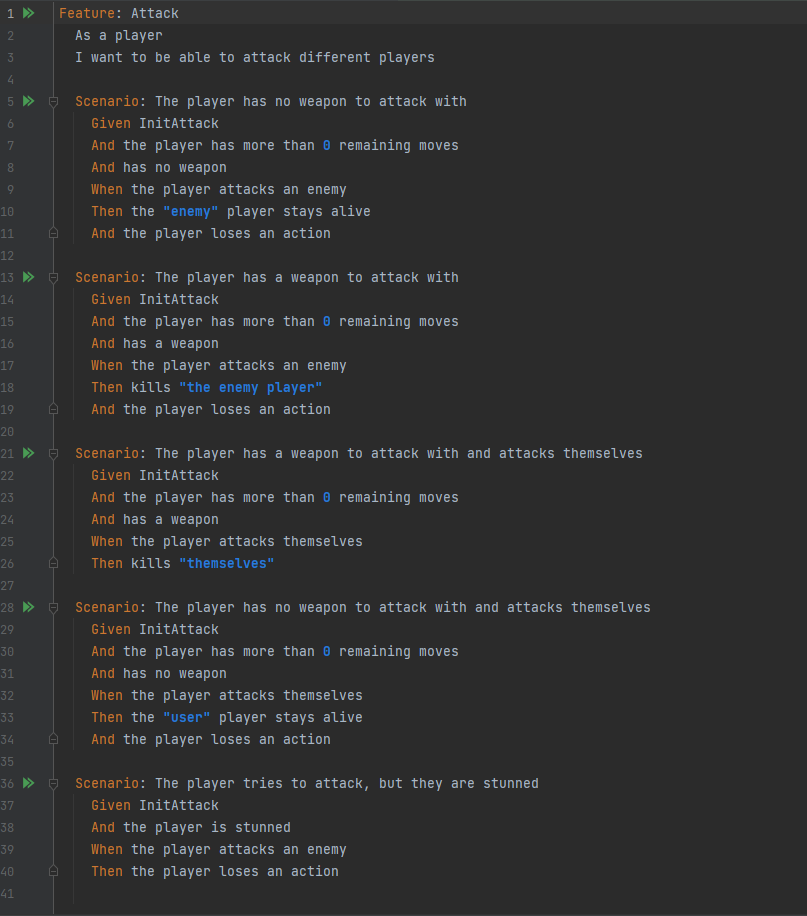 1 Feature: Attack
2 As a player
3 I want to be able to attack different players
4
5 Scenario: The player has no weapon to attack with
6 Given InitAttack
7 And the player has more than 0 remaining moves
8 And has no weapon
9 When the player attacks an enemy
10 Then the "enemy" player stays alive
11 And the player loses an action
12
13 Scenario: The player has a weapon to attack with
14 Given InitAttack
15 And the player has more than 0 remaining moves
16 And has a weapon
17 When the player attacks an enemy
18 Then kills "the enemy player"
19 And the player loses an action
20
21 Scenario: The player has a weapon to attack with and attacks themselves
22 Given InitAttack
23 And the player has more than 0 remaining moves
24 And has a weapon
25 When the player attacks themselves
26 Then kills "themselves"
27
28 Scenario: The player has no weapon to attack with and attacks themselves
29 Given InitAttack
30 And the player has more than 0 remaining moves
31 And has no weapon
32 When the player attacks themselves
33 Then the "user" player stays alive
34 And the player loses an action
35
36 Scenario: The player tries to attack, but they are stunned
37 Given InitAttack
38 And the player is stunned
39 When the player attacks an enemy
40 Then the player loses an action
41